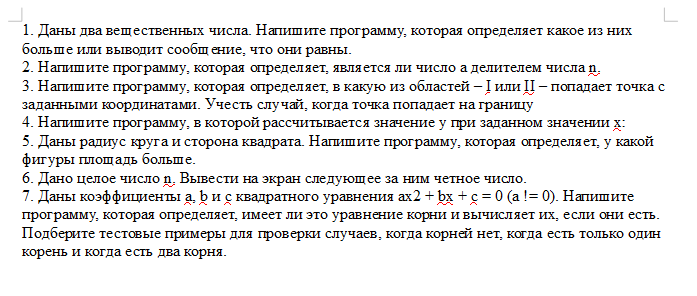 1. Даны два вещественных числа. Напишите программу, которая определяет какое из них
больше или выводит сообщение, что они равны.
2. Напишите программу, которая определяет, является ли число a делителем числа n.
3. Напишите программу, которая определяет, в какую из областей – I или II – попадает точка с
заданными координатами. Учесть случай, когда точка попадает на границу
4. Напишите программу, в которой рассчитывается значение y при заданном значении x:
5. Даны радиус круга и сторона квадрата. Напишите программу, которая определяет, у какой
фигуры площадь больше.
6. Дано целое число n. Вывести на экран следующее за ним четное число.
7. Даны коэффициенты a, b и c квадратного уравнения ax2 + bx + c = 0 (a != 0). Напишите
программу, которая определяет, имеет ли это уравнение корни и вычисляет их, если они есть.
Подберите тестовые примеры для проверки случаев, когда корней нет, когда есть только один
корень и когда есть два корня.